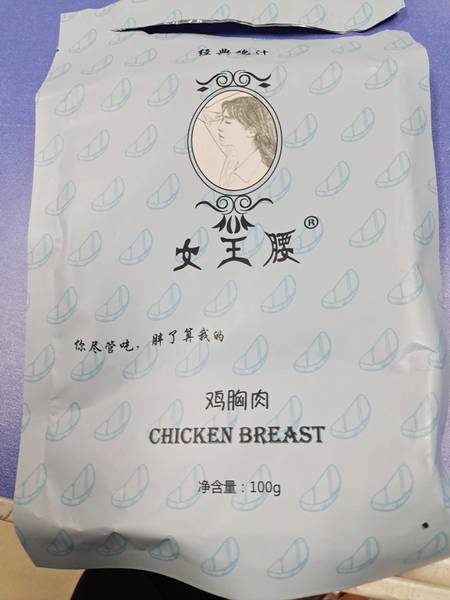 经典鸡汁
女王腰®
你尽管吃，胖了算我的
鸡胸肉
CHICKEN BREAST
净含量：100g